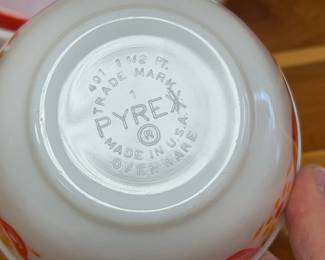 401 1 1/2 PT.
TRADE MARK
1
PYREX
®
MADE IN U.S.A.
OVENWARE